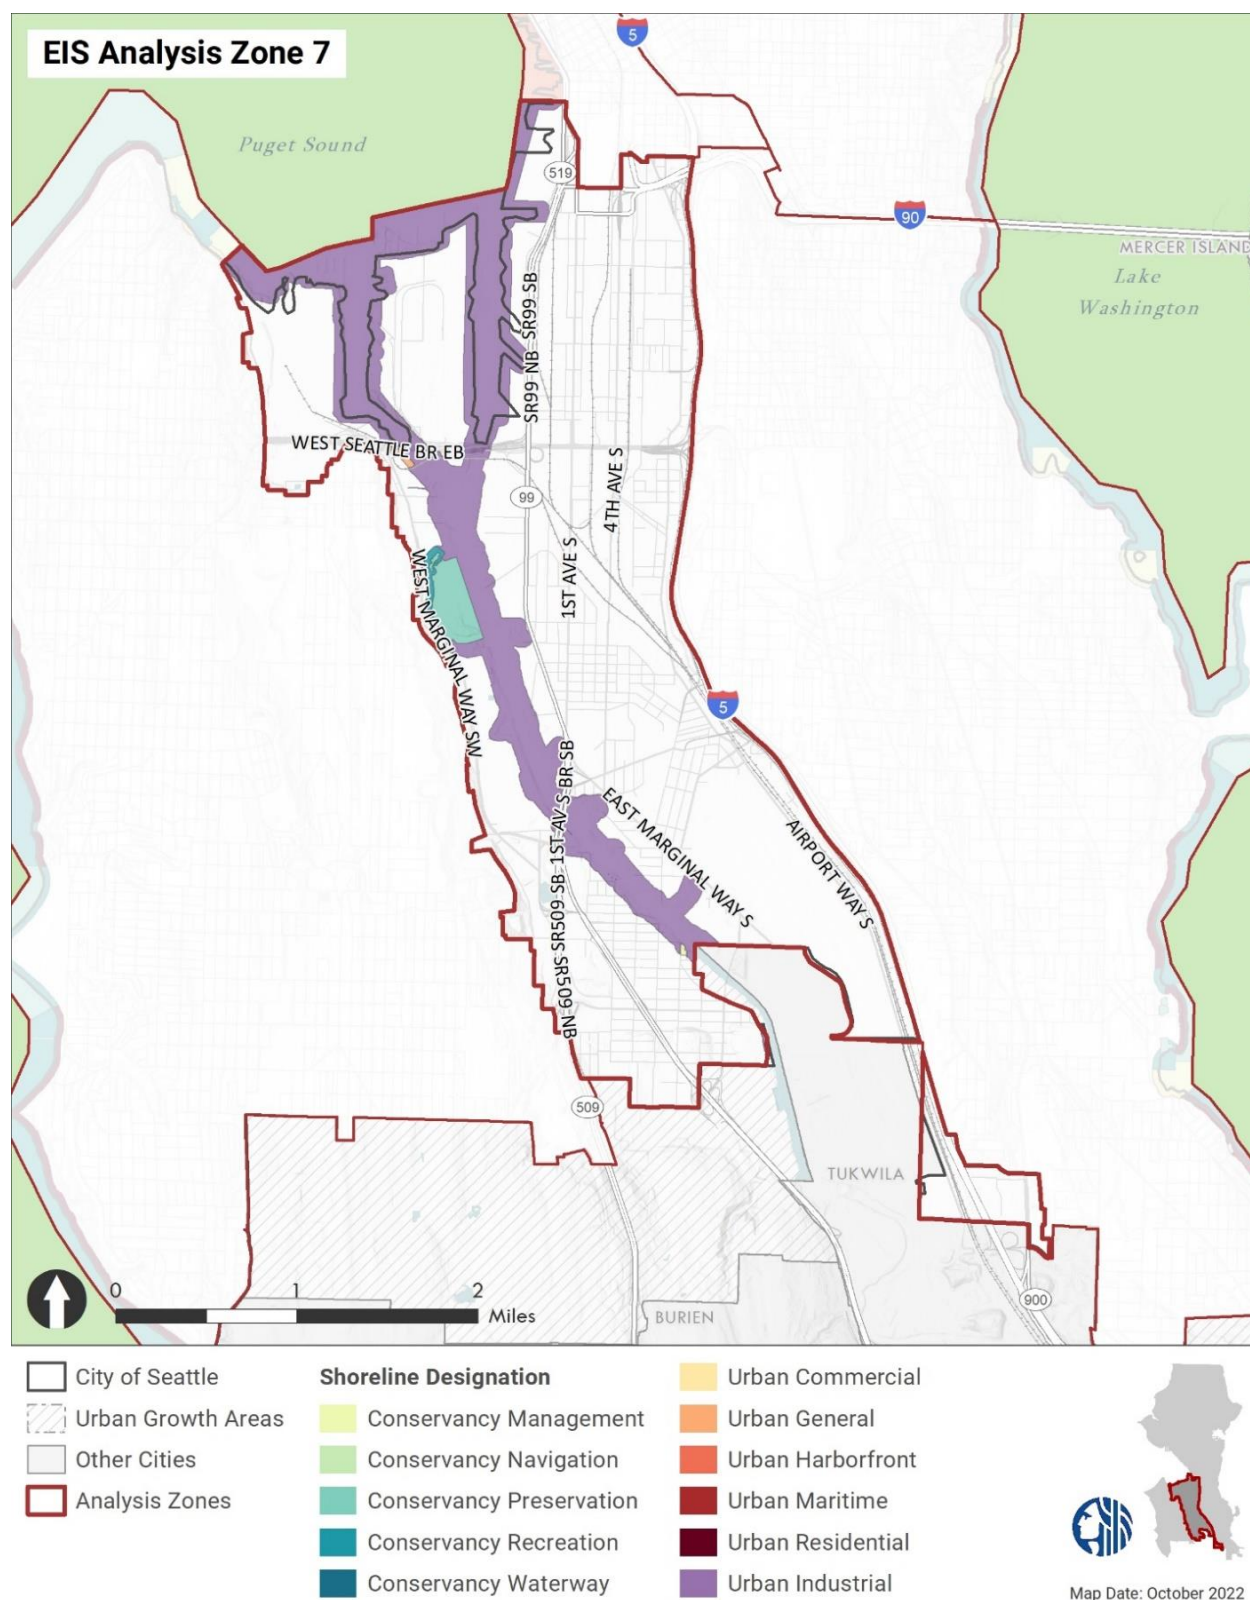 EIS Analysis Zone 7
5
Puget Sound
519
90
MERCER ISLAND
Lake
Washington
SR99 NB SR99 SB
WEST SEATTLE BR EB
99
4TH AVE S
1ST AVE S
WEST MARGINAL WAY SW
5
SR509 NB SR509 SB 1ST AV S BR SB
EAST MARGINAL WAY S
AIRPORT WAY S
509
TUKWILA
900
BURIEN
0 1 2
Miles
City of Seattle
Urban Growth Areas
Other Cities
Analysis Zones
Shoreline Designation
Conservancy Management
Conservancy Navigation
Conservancy Preservation
Conservancy Recreation
Conservancy Waterway
Urban Commercial
Urban General
Urban Harborfront
Urban Maritime
Urban Residential
Urban Industrial
Map Date: October 2022